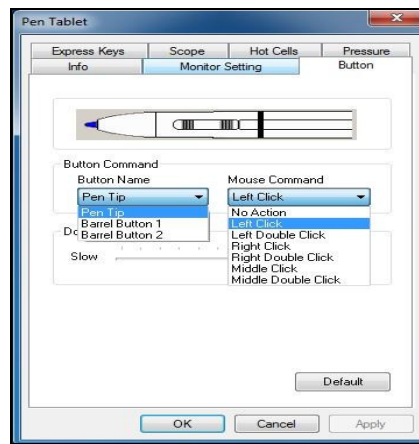 Pen Tablet
Express Keys Scope Hot Cells Pressure
Info Monitor Setting Button
Button Command
Button Name Mouse Command
Pen Tip Left Click
Pen Tip No Action
Barrel Button 1 Left Click
Barrel Button 2 Left Double Click
Right Click
Right Double Click
Middle Click
Middle Double Click
Slow
Default
OK Cancel Apply